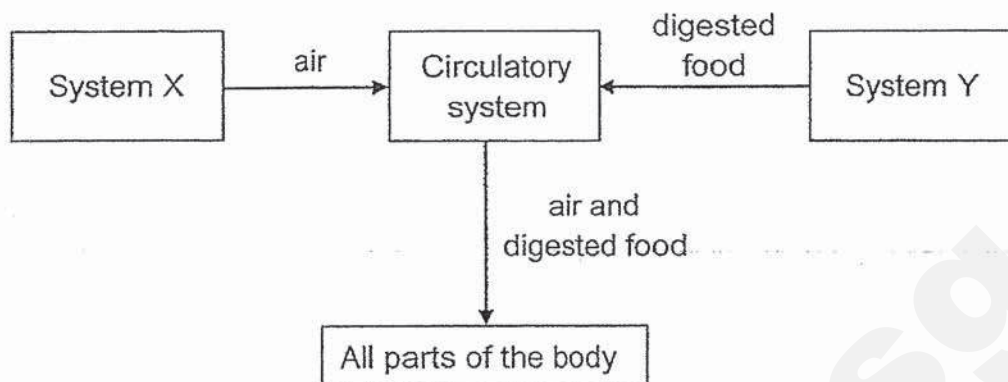 System X
air
Circulatory
system
digested
food
System Y
air and
digested food
All parts of the body